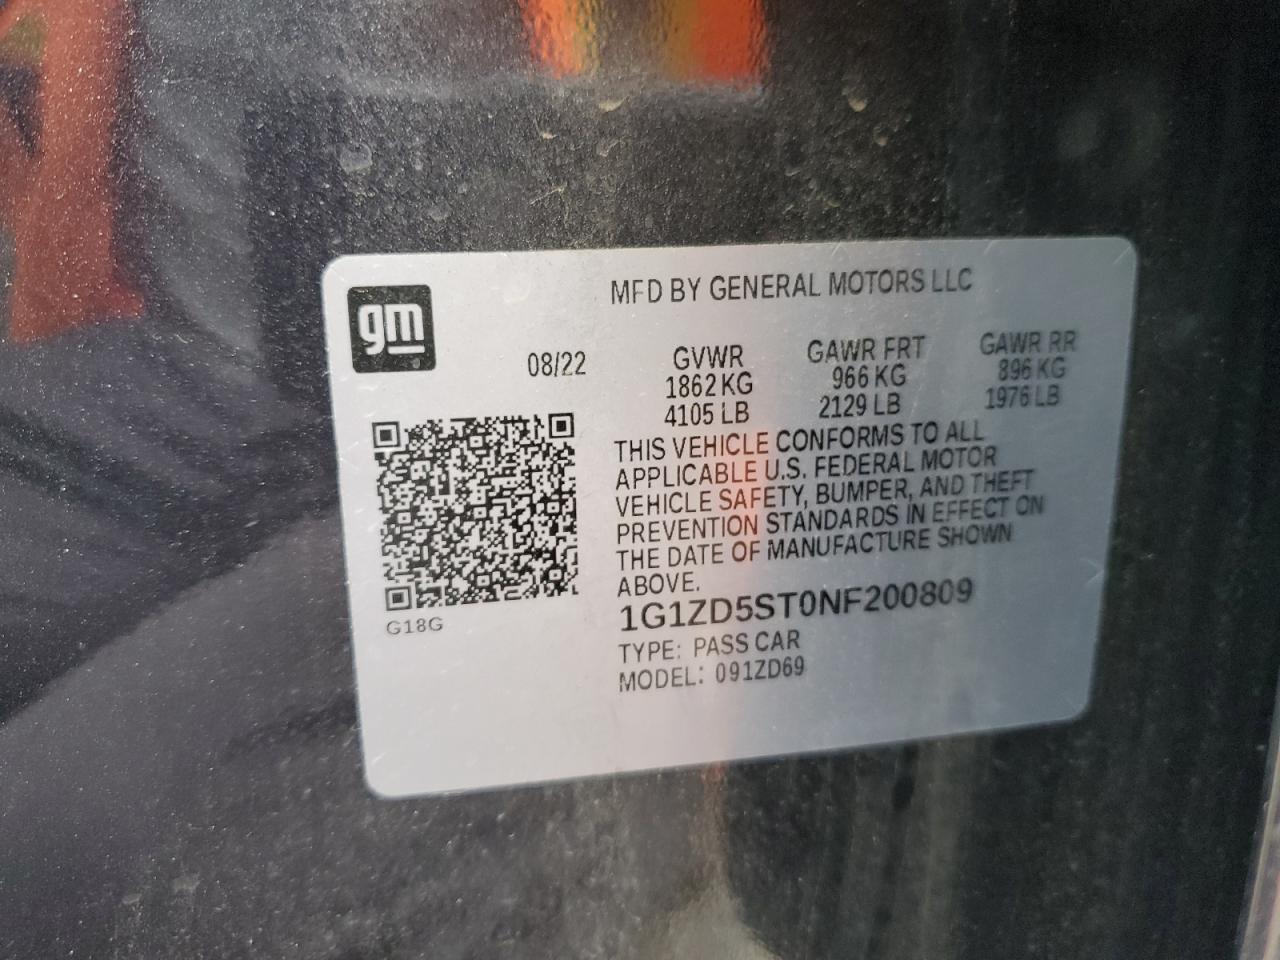 gm
MFD BY GENERAL MOTORS LLC
08/22 GVWR GAWR FRT GAWR RR
1862 KG 966 KG 896 KG
4105 LB 2129 LB 1976 LB
THIS VEHICLE CONFORMS TO ALL
APPLICABLE U.S. FEDERAL MOTOR
VEHICLE SAFETY, BUMPER, AND THEFT
PREVENTION STANDARDS IN EFFECT ON
THE DATE OF MANUFACTURE SHOWN
ABOVE.
1G1ZD5ST0NF200809
TYPE: PASS CAR
MODEL: 091ZD69
G18G